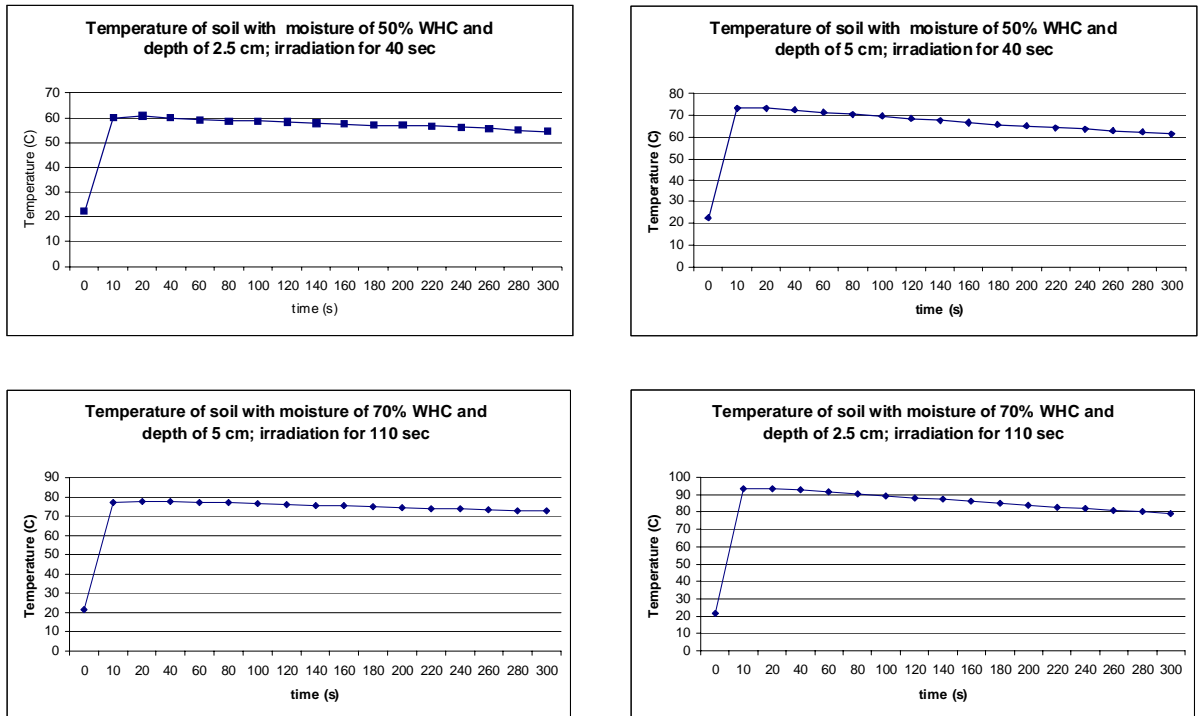 Temperature of soil with moisture of 50% WHC and
depth of 2.5 cm; irradiation for 40 sec
Temperature (C)
70
60
50
40
30
20
10
0
0 10 20 40 60 80 100 120 140 160 180 200 220 240 260 280 300
time (s)
Temperature of soil with moisture of 50% WHC and
depth of 5 cm; irradiation for 40 sec
Temperature (C)
80
70
60
50
40
30
20
10
0
0 10 20 40 60 80 100 120 140 160 180 200 220 240 260 280 300
time (s)
Temperature of soil with moisture of 70% WHC and
depth of 5 cm; irradiation for 110 sec
Temperature (C)
90
80
70
60
50
40
30
20
10
0
0 10 20 40 60 80 100 120 140 160 180 200 220 240 260 280 300
time (s)
Temperature of soil with moisture of 70% WHC and
depth of 2.5 cm; irradiation for 110 sec
Temperature (C)
100
90
80
70
60
50
40
30
20
10
0
0 10 20 40 60 80 100 120 140 160 180 200 220 240 260 280 300
time (s)